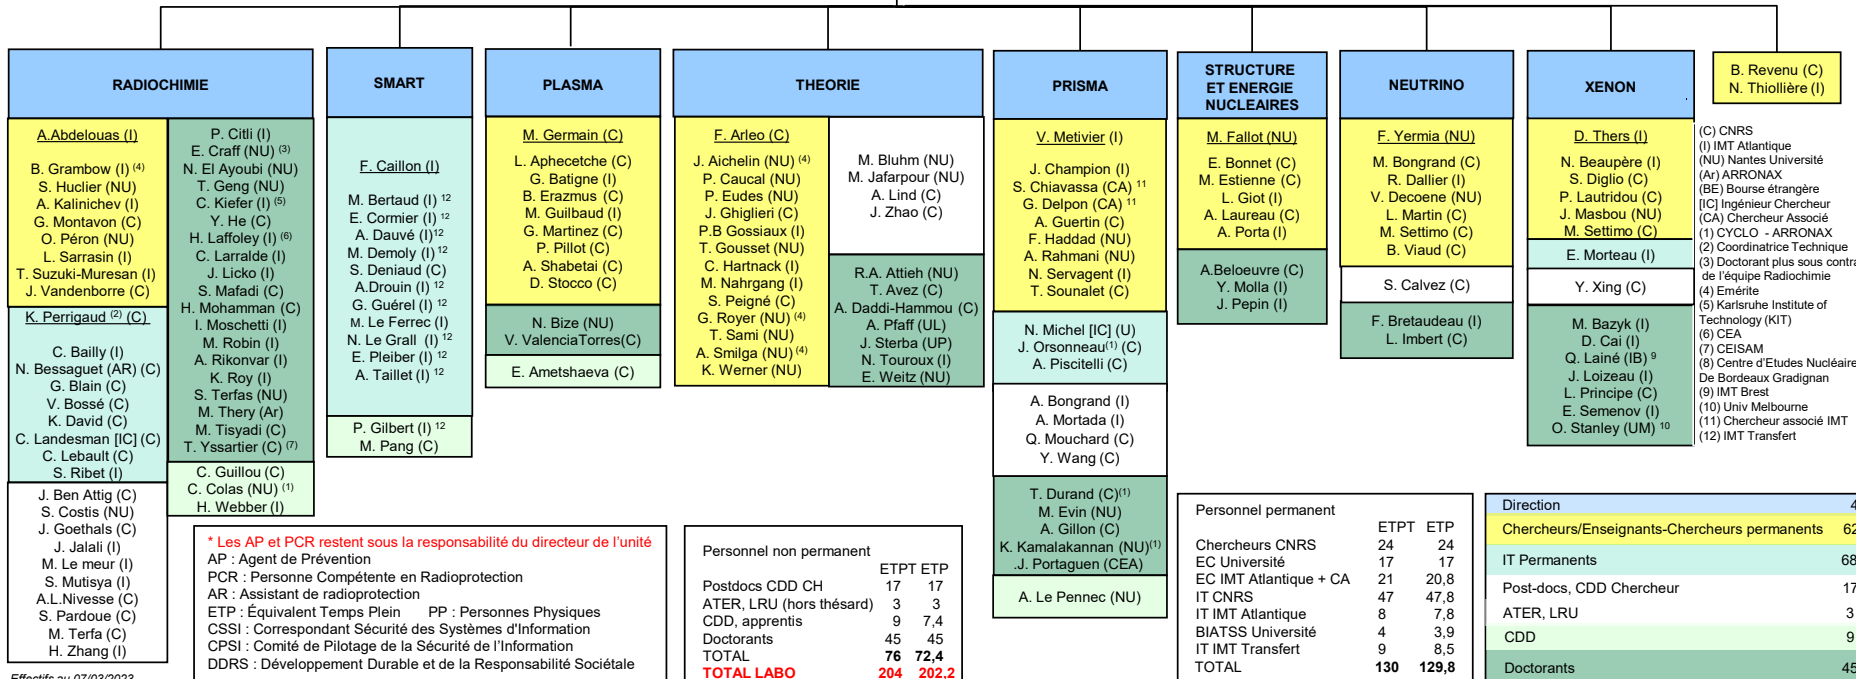 RADIOCHIMIE
A.Abdelouas (I)
B. Grambow (I) (4)
S. Huclier (NU)
A. Kalinichev (I)
G. Montavon (C)
O. Péron (NU)
L. Sarrasin (I)
T. Suzuki-Muresan (I)
J. Vandenborre (C)
K. Perrigaud (2) (C)
C. Bailly (I)
N. Bessaguet (AR) (C)
G. Blain (C)
V. Bossé (C)
K. David (C)
C. Landesman [IC] (C)
C. Lebault (C)
S. Ribet (I)
J. Ben Attig (C)
S. Costis (NU)
J. Goethals (C)
J. Jalali (I)
M. Le meur (I)
S. Mutisya (I)
A.L.Nivesse (C)
S. Pardoue (C)
M. Terfa (C)
H. Zhang (I)
P. Citli (I)
E. Craff (NU) (3)
N. El Ayoubi (NU)
T. Geng (NU)
C. Kiefer (I) (5)
Y. He (C)
H. Laffoley (I) (6)
C. Larralde (I)
J. Licko (I)
S. Mafadi (C)
H. Mohamman (C)
I. Moschetti (I)
M. Robin (I)
A. Rikonvar (I)
K. Roy (I)
S. Terfas (NU)
M. Thery (Ar)
M. Tisyadi (C)
T. Yssartier (C) (7)
C. Guillou (C)
C. Colas (NU) (1)
H. Webber (I)
SMART
F. Caillon (I)
M. Bertaud (I) 12
E. Cormier (I) 12
A. Dauvé (I)12
M. Demoly (I) 12
S. Deniaud (C)
A.Drouin (I) 12
G. Guérel (I) 12
M. Le Ferrec (I)
N. Le Grall (I) 12
E. Pleiber (I) 12
A. Taillet (I) 12
P. Gilbert (I) 12
M. Pang (C)
PLASMA
M. Germain (C)
L. Aphecetche (C)
G. Batigne (I)
B. Erazmus (C)
M. Guilbaud (I)
G. Martinez (C)
P. Pillot (C)
A. Shabetai (C)
D. Stocco (C)
N. Bize (NU)
V. ValenciaTorres(C)
E. Ametshaeva (C)
THEORIE
F. Arleo (C)
J. Aichelin (NU) (4)
P. Caucal (NU)
P. Eudes (NU)
J. Ghiglieri (C)
P.B Gossiaux (I)
T. Gousset (NU)
C. Hartnack (I)
M. Nahrgang (I)
S. Peigné (C)
G. Royer (NU) (4)
T. Sami (NU)
A. Smilga (NU) (4)
K. Werner (NU)
M. Bluhm (NU)
M. Jafarpour (NU)
A. Lind (C)
J. Zhao (C)
R.A. Attieh (NU)
T. Avez (C)
A. Daddi-Hammou (C)
A. Pfaff (UL)
J. Sterba (UP)
N. Touroux (I)
E. Weitz (NU)
PRISMA
V. Metivier (I)
J. Champion (I)
S. Chiavassa (CA) 11
G. Delpon (CA) 11
A. Guertin (C)
F. Haddad (NU)
A. Rahmani (NU)
N. Servagent (I)
T. Sounalet (C)
N. Michel [IC] (U)
J. Orsonneau(1) (C)
A. Piscitelli (C)
A. Bongrand (I)
A. Mortada (I)
Q. Mouchard (C)
Y. Wang (C)
T. Durand (C)(1)
M. Evin (NU)
A. Gillon (C)
K. Kamalakannan (NU)(1)
.J. Portaguen (CEA)
A. Le Pennec (NU)
STRUCTURE
ET ENERGIE
NUCLEAIRES
M. Fallot (NU)
E. Bonnet (C)
M. Estienne (C)
L. Giot (I)
A. Laureau (C)
A. Porta (I)
A.Beloeuvre (C)
Y. Molla (I)
J. Pepin (I)
NEUTRINO
F. Yermia (NU)
M. Bongrand (C)
R. Dallier (I)
V. Decoene (NU)
L. Martin (C)
M. Settimo (C)
B. Viaud (C)
S. Calvez (C)
F. Bretaudeau (I)
L. Imbert (C)
XENON
D. Thers (I)
N. Beaupère (I)
S. Diglio (C)
P. Lautridou (C)
J. Masbou (NU)
M. Settimo (C)
E. Morteau (I)
Y. Xing (C)
M. Bazyk (I)
D. Cai (I)
Q. Lainé (IB) 9
J. Loizeau (I)
L. Principe (C)
E. Semenov (I)
O. Stanley (UM) 10
B. Revenu (C)
N. Thiollière (I)
(C) CNRS
(I) IMT Atlantique
(NU) Nantes Université
(Ar) ARRONAX
(BE) Bourse étrangère
[IC] Ingénieur Chercheur
(CA) Chercheur Associé
(1) CYCLO - ARRONAX
(2) Coordinatrice Technique
(3) Doctorant plus sous contra
de l'équipe Radiochimie
(4) Emérite
(5) Karlsruhe Institute of
Technology (KIT)
(6) CEA
(7) CEISAM
(8) Centre d'Etudes Nucléaire
De Bordeaux Gradignan
(9) IMT Brest
(10) Univ Melbourne
(11) Chercheur associé IMT
(12) IMT Transfert
* Les AP et PCR restent sous la responsabilité du directeur de l'unité
AP : Agent de Prévention
PCR : Personne Compétente en Radioprotection
AR : Assistant de radioprotection
ETP : Équivalent Temps Plein PP : Personnes Physiques
CSSI : Correspondant Sécurité des Systèmes d'Information
CPSI : Comité de Pilotage de la Sécurité de l'Information
DDRS : Développement Durable et de la Responsabilité Sociétale
Personnel non permanent
ETPT ETP
Postdocs CDD CH 17 17
ATER, LRU (hors thésard) 3 3
CDD, apprentis 9 7,4
Doctorants 45 45
TOTAL 76 72,4
TOTAL LABO 204 202,2
Personnel permanent
ETPT ETP
Chercheurs CNRS 24 24
EC Université 17 17
EC IMT Atlantique + CA 21 20,8
IT CNRS 47 47,8
IT IMT Atlantique 8 7,8
BIATSS Université 4 3,9
IT IMT Transfert 9 8,5
TOTAL 130 129,8
Direction 4
Chercheurs/Enseignants-Chercheurs permanents 62
IT Permanents 68
Post-docs, CDD Chercheur 17
ATER, LRU 3
CDD 9
Doctorants 45
Effectifs au 07/03/2023